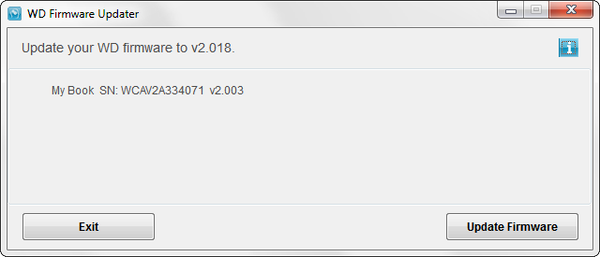 WD Firmware Updater
Update your WD firmware to v2.018.
My Book SN: WCAV2A334071 v2.003
Exit
Update Firmware